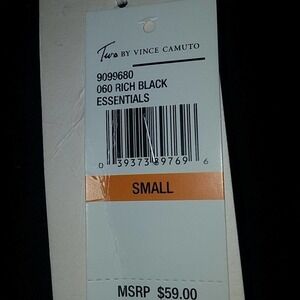 Two BY VINCE CAMUTO
9099680
060 RICH BLACK
ESSENTIALS
0 39373 89769 6
SMALL
MSRP $59.00